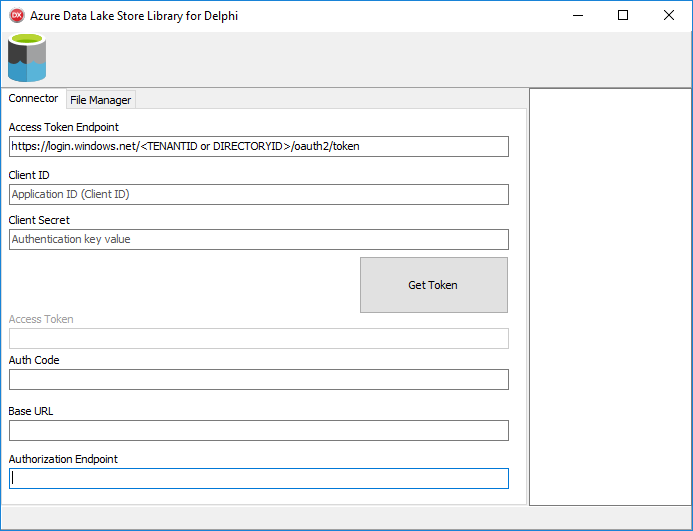 DX Azure Data Lake Store Library for Delphi
Connector File Manager
Access Token Endpoint
https://login.windows.net/<TENANTID or DIRECTORYID>/oauth2/token
Client ID
Application ID (Client ID)
Client Secret
Authentication key value
Get Token
Access Token
Auth Code
Base URL
Authorization Endpoint